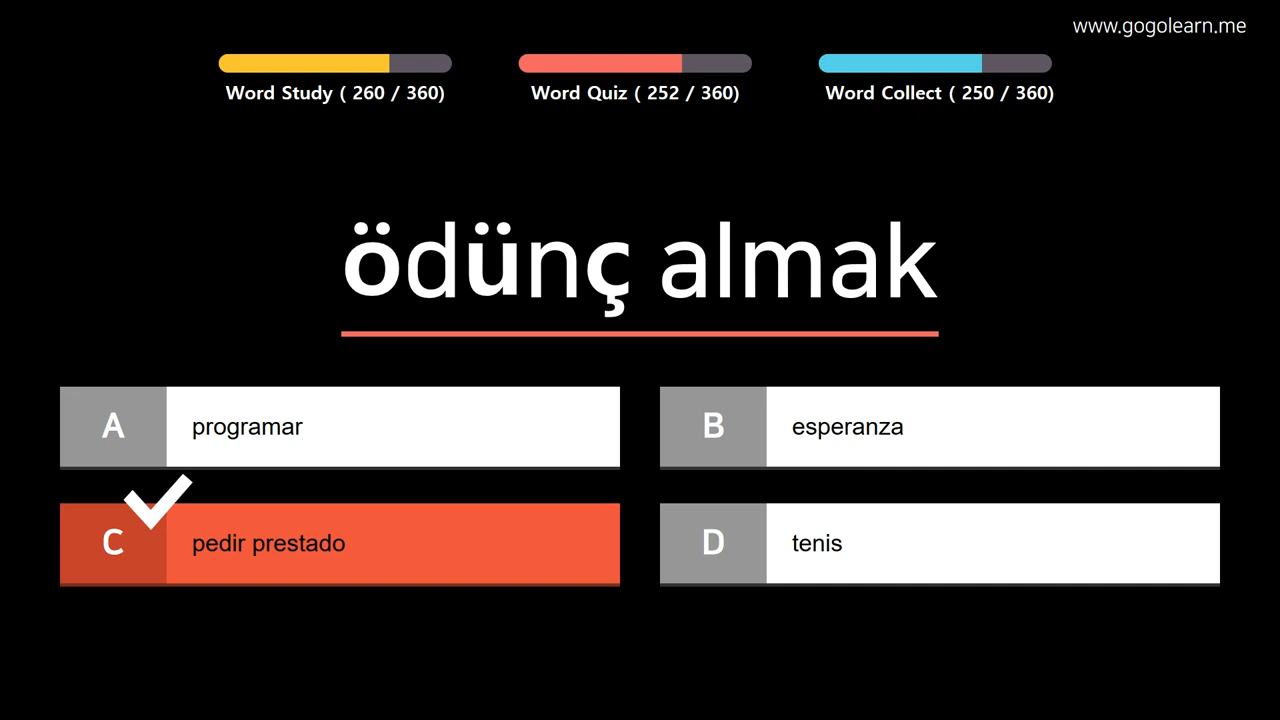 www.gogolearn.me
Word Study ( 260 / 360)
Word Quiz ( 252 / 360)
Word Collect ( 250 / 360)
ödünç almak
A programar
B esperanza
C pedir prestado
D tenis